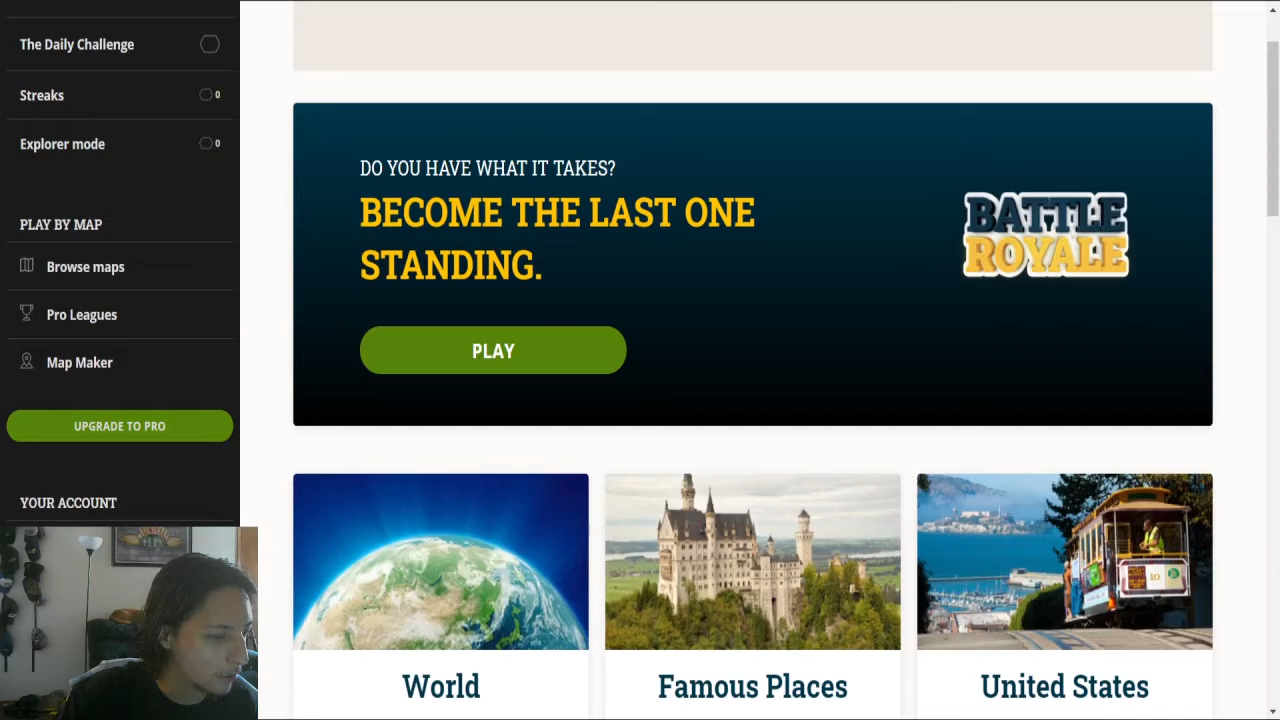 The Daily Challenge
Streaks 0
Explorer mode 0
PLAY BY MAP
Browse maps
Pro Leagues
Map Maker
UPGRADE TO PRO
YOUR ACCOUNT
DO YOU HAVE WHAT IT TAKES?
BECOME THE LAST ONE
STANDING.
PLAY
BATTLE
ROYALE
World
Famous Places
United States